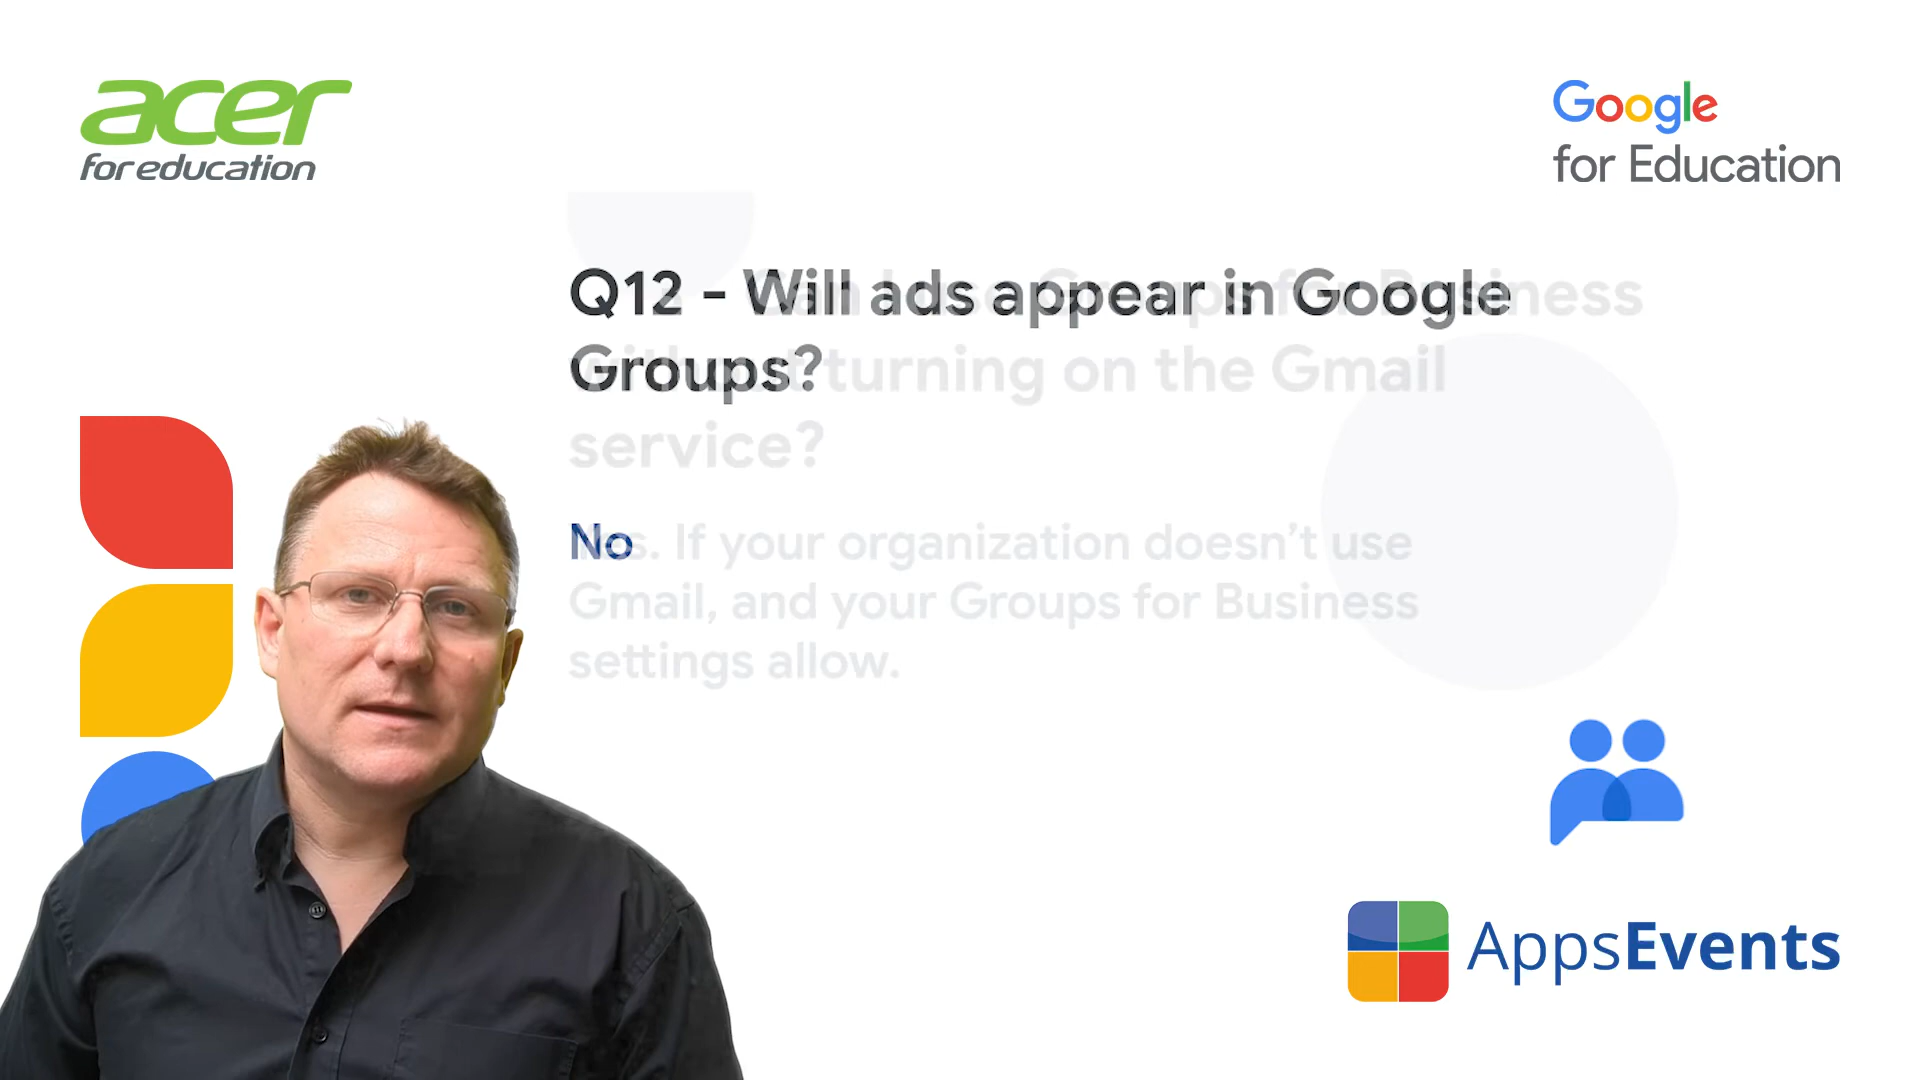 acer
for education
Google
for Education
Q12 - Will ads appear in Google
Groups?
turning on the Gmail
service?
No
If your organization doesn't use
Gmail, and your Groups for Business
settings allow.
AppsEvents